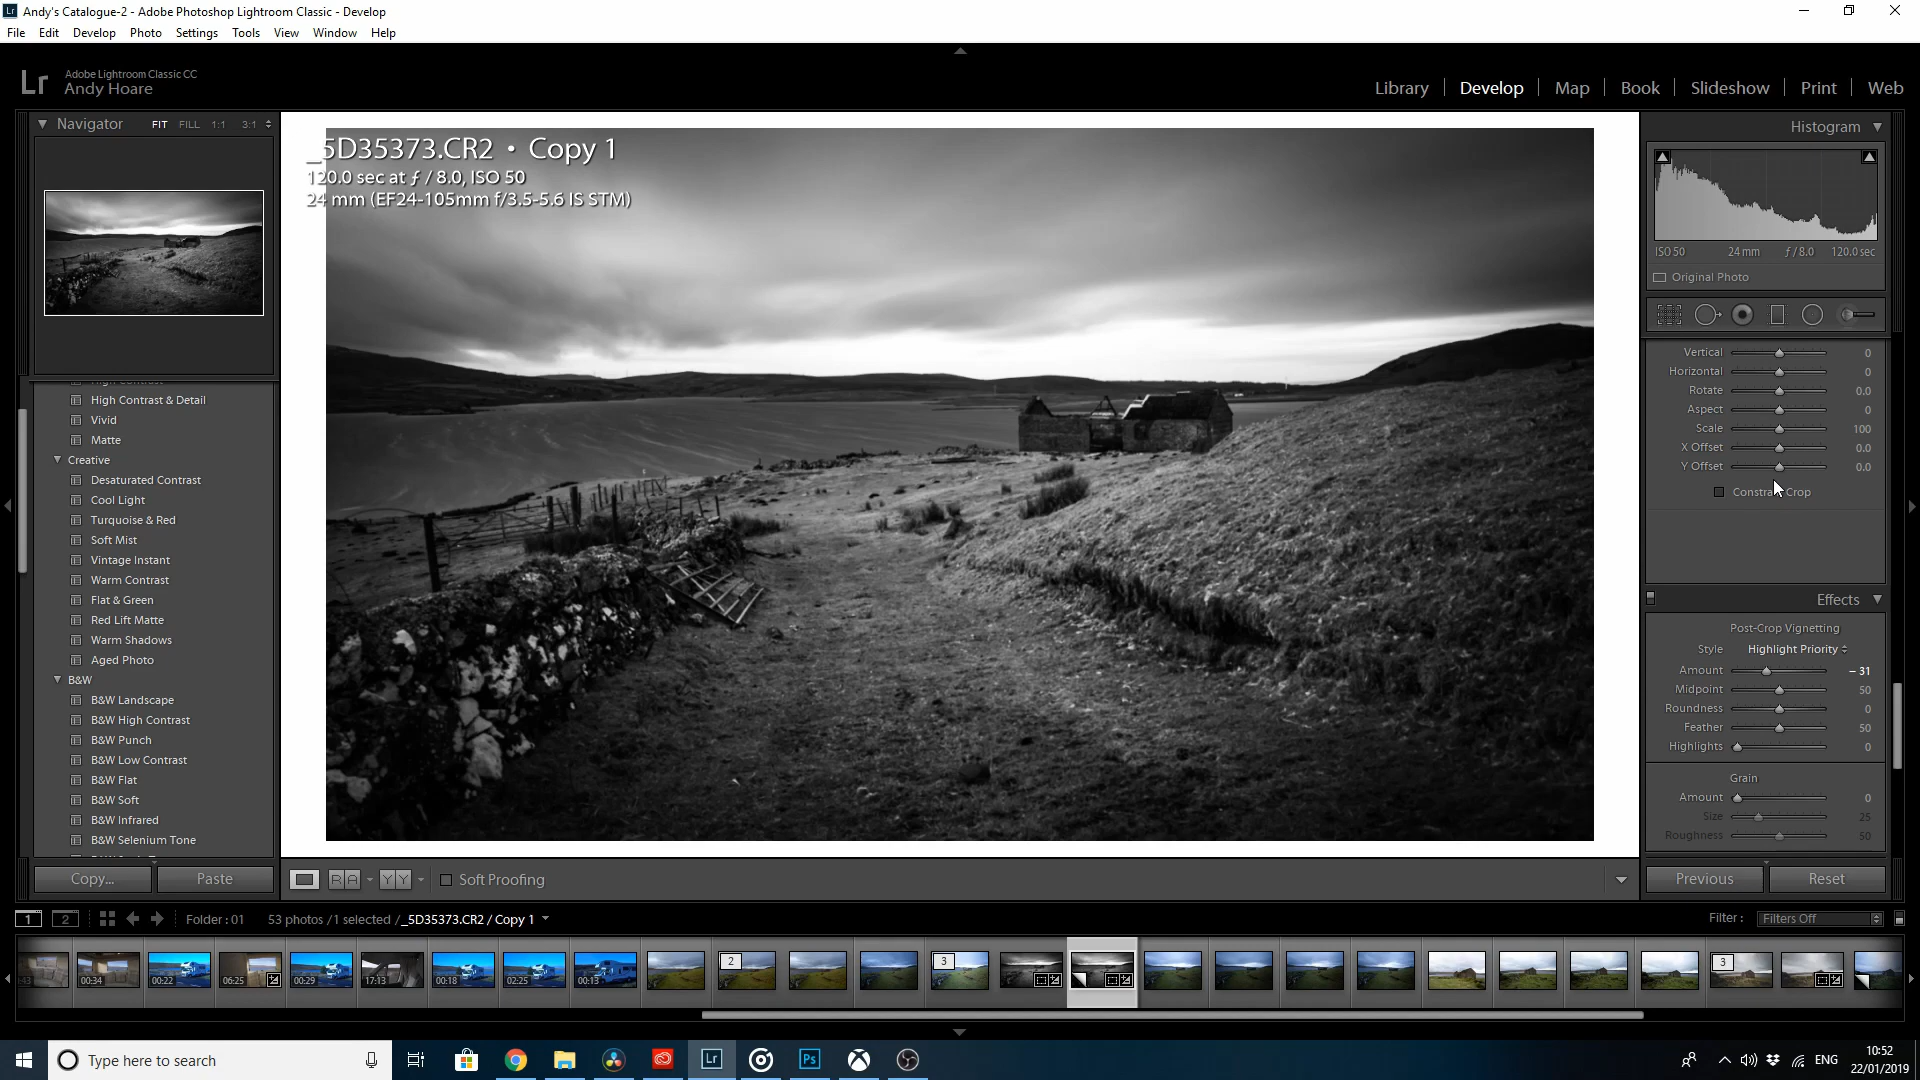 Andy's Catalogue-2 - Adobe Photoshop Lightroom Classic - Develop
File Edit Develop Photo Settings Tools View Window Help
Lr
Adobe Lightroom Classic CC
Andy Hoare
Library Develop Map Book Slideshow Print Web
Navigator FIT FILL 1:1 3:1
High Contrast & Detail
Vivid
Matte
Creative
Desaturated Contrast
Cool Light
Turquoise & Red
Soft Mist
Vintage Instant
Warm Contrast
Flat & Green
Red Lift Matte
Warm Shadows
Aged Photo
B&W
B&W Landscape
B&W High Contrast
B&W Punch
B&W Low Contrast
B&W Flat
B&W Soft
B&W Infrared
B&W Selenium Tone
Copy... Paste
_5D35373.CR2 • Copy 1
120.0 sec at ƒ / 8.0, ISO 50
24 mm (EF24-105mm f/3.5-5.6 IS STM)
Soft Proofing
Histogram
ISO 50 24 mm ƒ / 8.0 120.0 sec
Original Photo
Vertical 0
Horizontal 0
Rotate 0.0
Aspect 0
Scale 100
X Offset 0.0
Y Offset 0.0
Crop
Effects
Post-Crop Vignetting
Style Highlight Priority
Amount – 31
Midpoint 50
Roundness 0
Feather 50
Highlights 0
Grain
Amount 0
Size 25
Roughness 50
Previous Reset
1 2 Folder : 01 53 photos / 1 selected / _5D35373.CR2 / Copy 1 Filter : Filters Off
00:34 00:22 06:25 00:29 17:13 00:18 02:25 00:13 2 3 3
Type here to search Lr Ps ENG 10:52
22/01/2019